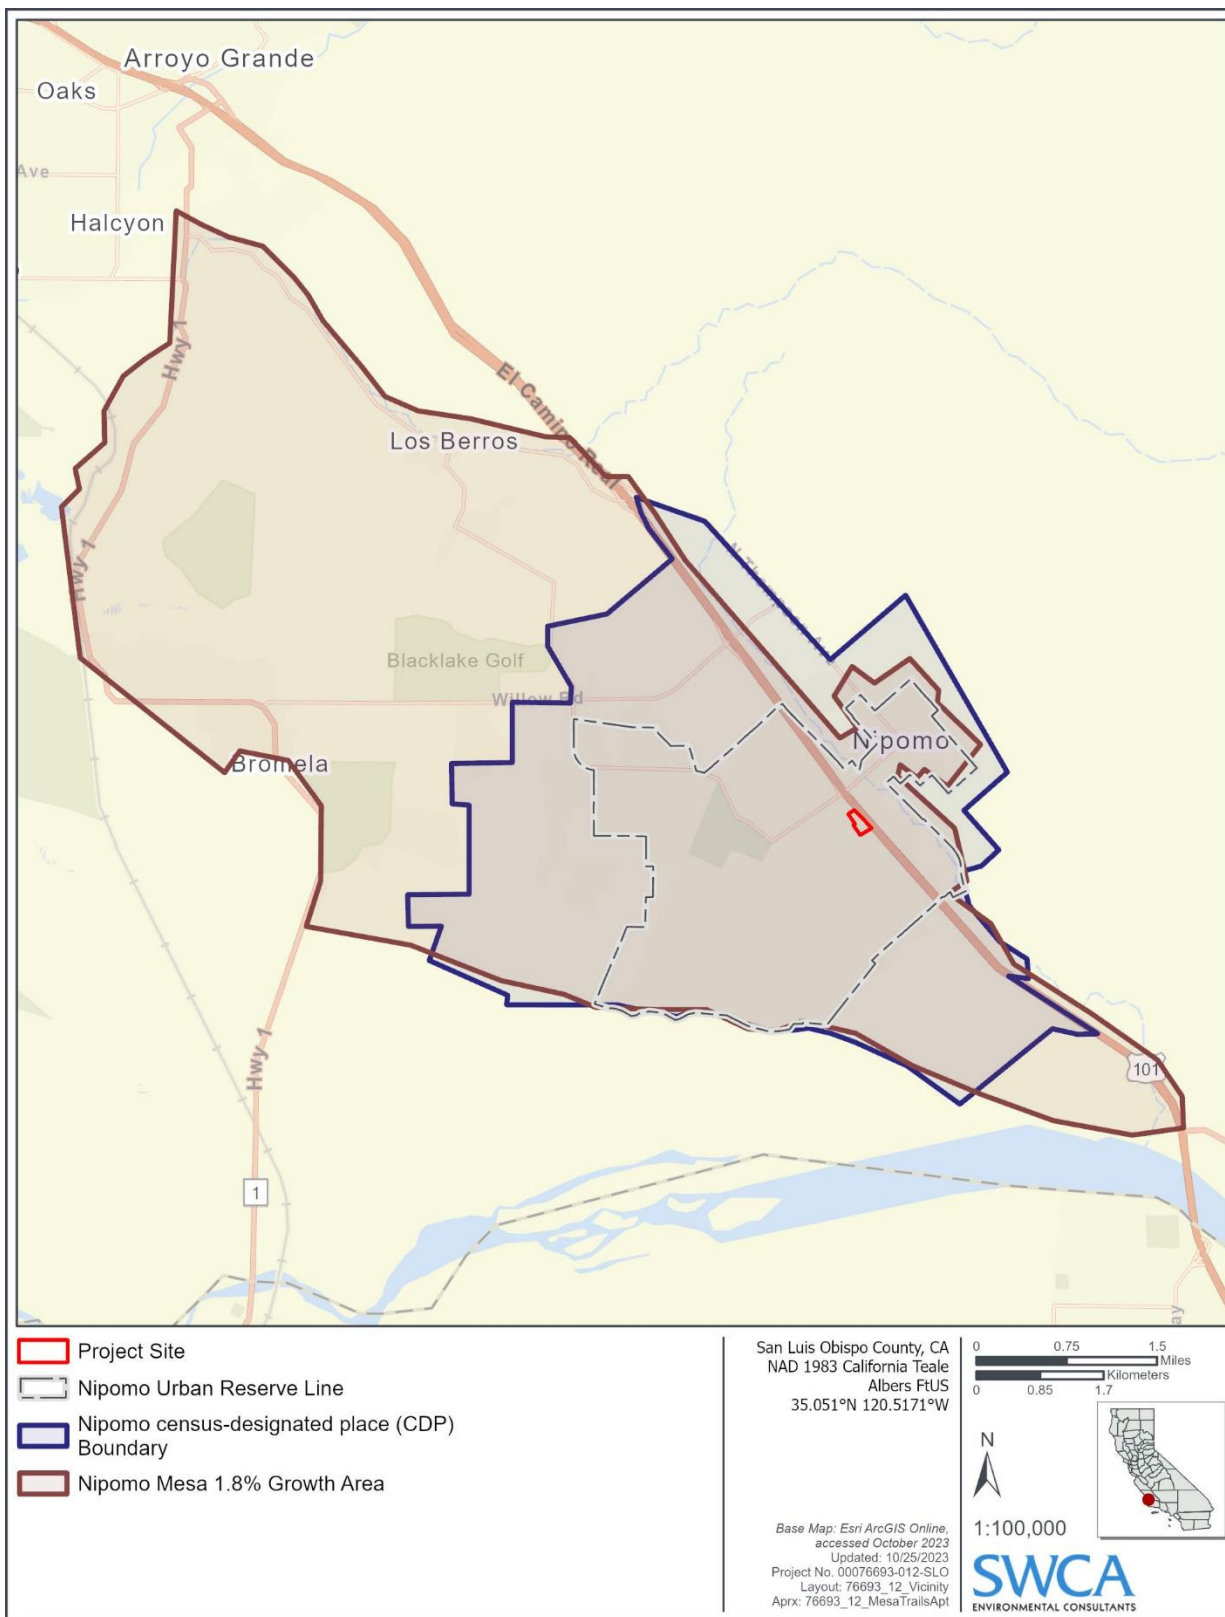 Arroyo Grande
Oaks
Ave
Halcyon
Hwy 1
El Camino Real
Los Berros
Hwy 1
N Thompson Ave
Blacklake Golf
Willow Rd
Nipomo
Bromela
Hwy 1
101
1
ay
Project Site
Nipomo Urban Reserve Line
Nipomo census-designated place (CDP)
Boundary
Nipomo Mesa 1.8% Growth Area
San Luis Obispo County, CA
NAD 1983 California Teale
Albers FtUS
35.051°N 120.5171°W
Base Map: Esri ArcGIS Online,
accessed October 2023
Updated: 10/25/2023
Project No. 00076693-012-SLO
Layout: 76693_12_Vicinity
Aprx: 76693_12_MesaTrailsApt
0 0.75 1.5
Miles
Kilometers
0 0.85 1.7
N
1:100,000
SWCA
ENVIRONMENTAL CONSULTANTS